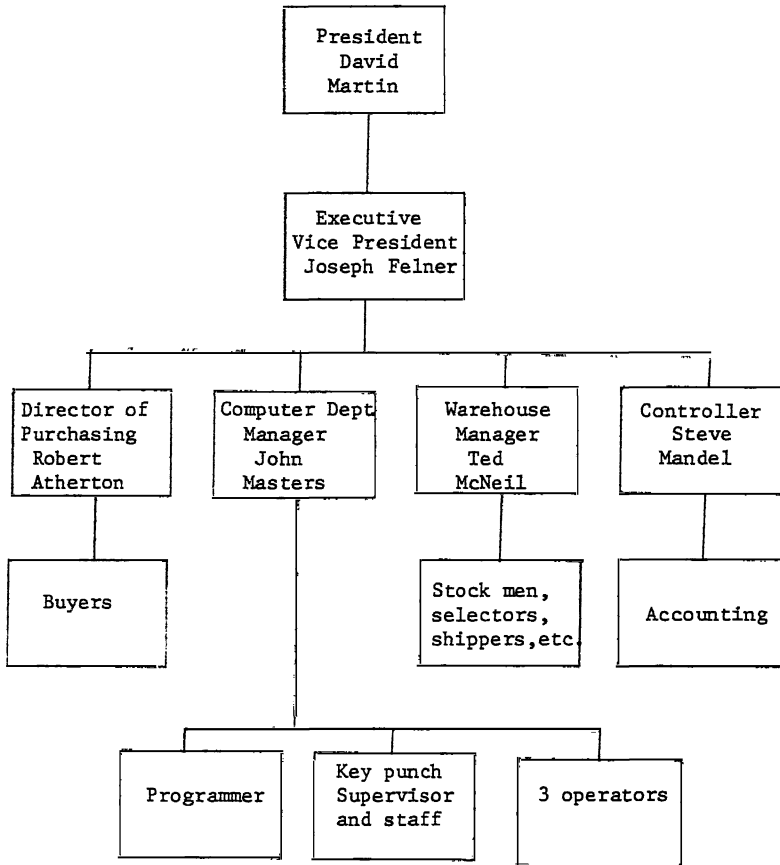 President
David
Martin
Executive
Vice President
Joseph Felner
Director of
Purchasing
Robert
Atherton
Computer Dept.
Manager
John
Masters
Warehouse
Manager
Ted
McNeil
Controller
Steve
Mandel
Buyers
Stock men,
selectors,
shippers,etc.
Accounting
Programmer
Key punch
Supervisor
and staff
3 operators